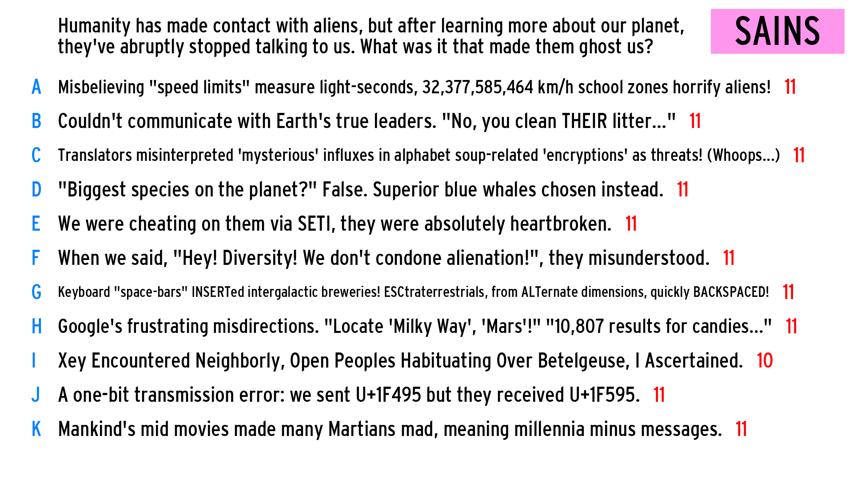 Humanity has made contact with aliens, but after learning more about our planet,
they've abruptly stopped talking to us. What was it that made them ghost us?
SAINS
A Misbelieving "speed limits" measure light-seconds, 32,377,585,464 km/h school zones horrify aliens! 11
B Couldn't communicate with Earth's true leaders. "No, you clean THEIR litter..." 11
C Translators misinterpreted 'mysterious' influxes in alphabet soup-related 'encryptions' as threats! (Whoops...) 11
D "Biggest species on the planet?" False. Superior blue whales chosen instead. 11
E We were cheating on them via SETI, they were absolutely heartbroken. 11
F When we said, "Hey! Diversity! We don't condone alienation!", they misunderstood. 11
G Keyboard "space-bars" INSERTed intergalactic breweries! ESCtraterrestrials, from ALTernate dimensions, quickly BACKSPACED! 11
H Google's frustrating misdirections. "Locate 'Milky Way', 'Mars'!" "10,807 results for candies..." 11
I Xey Encountered Neighborly, Open Peoples Habituating Over Betelgeuse, I Ascertained. 10
J A one-bit transmission error: we sent U+1F495 but they received U+1F595. 11
K Mankind's mid movies made many Martians mad, meaning millennia minus messages. 11